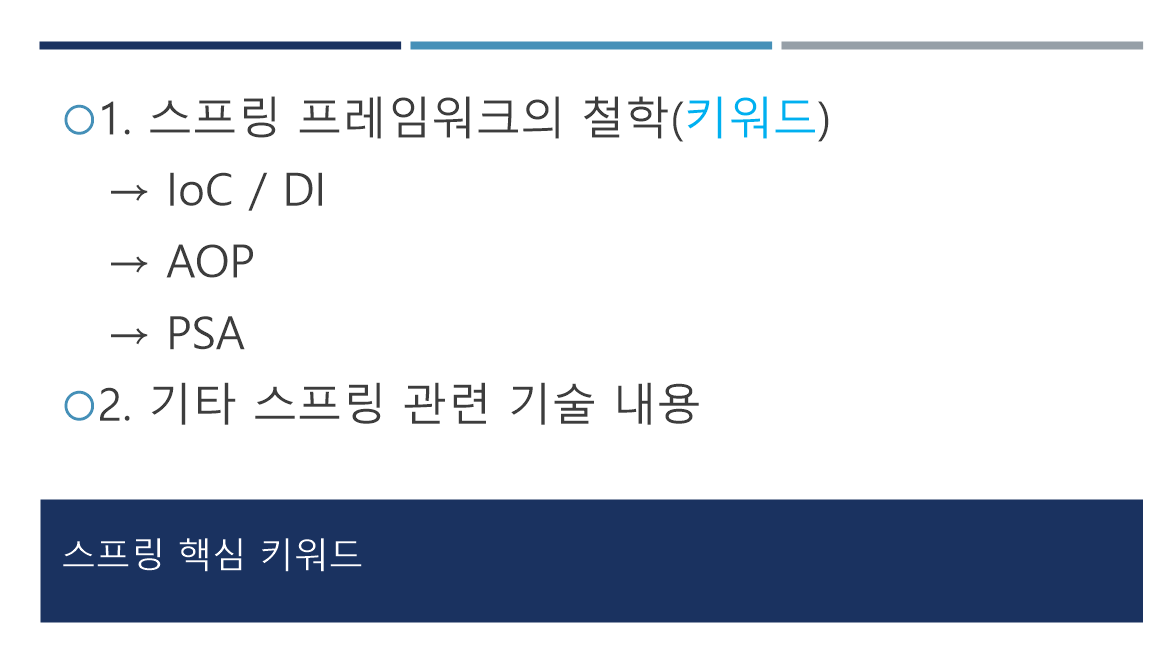 ○1. 스프링 프레임워크의 철학(키워드)
→ IoC / DI
→ AOP
→ PSA
○2. 기타 스프링 관련 기술 내용
스프링 핵심 키워드